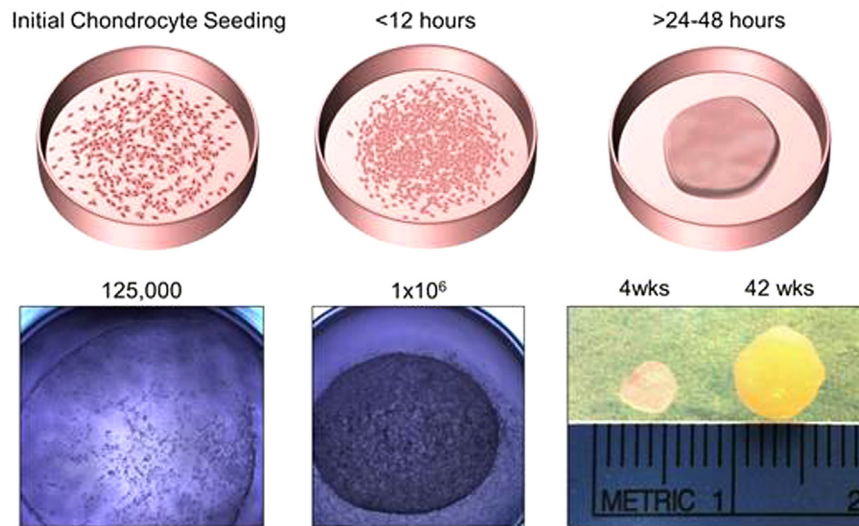 Initial Chondrocyte Seeding
<12 hours
>24-48 hours
125,000
1x10⁶
4wks
42 wks
METRIC 1
2